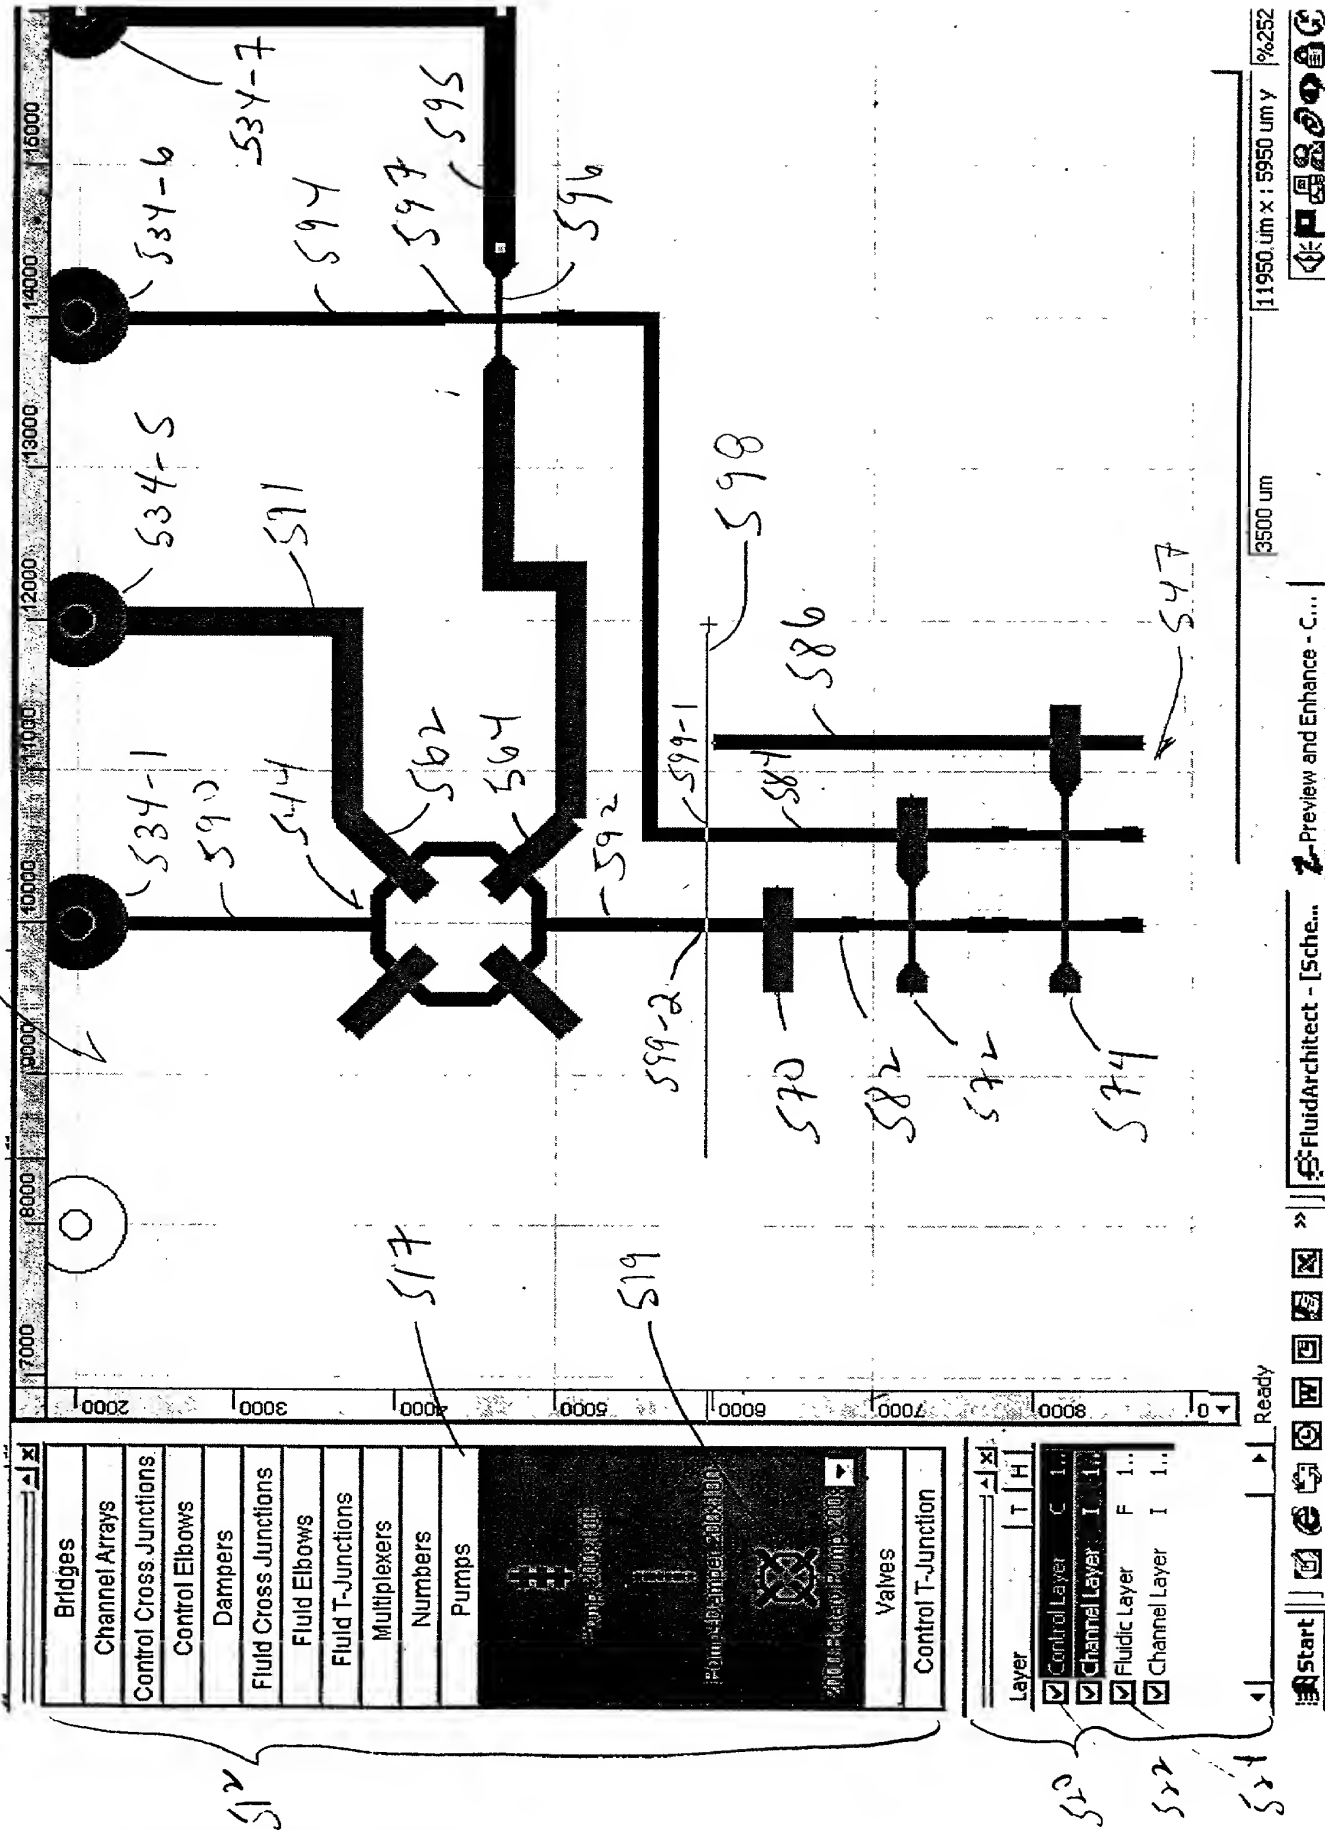 Bridges
Channel Arrays
Control Cross Junctions
Control Elbows
Dampers
Fluid Cross Junctions
Fluid Elbows
Fluid T-Junctions
Multiplexers
Numbers
Pumps
Valves
Control T-Junction
512
517
519
Layer T H
Control Layer C 1..
Channel Layer I 1..
Fluidic Layer F 1..
Channel Layer I 1..
520
522
524
7000 8000 9000 10000 11000 12000 13000 14000 16000
2000
3000
4000
5000
6000
7000
8000
534-1
590
544
534-5
591
534-6
594
534-7
597
595
596
562
564
592
599-1
599-2
598
584
586
570
582
572
574
547
Ready
3500 um
11950. um x : 5950 um y
%252
Start
»
FluidArchitect - [Sche...
Preview and Enhance - C...